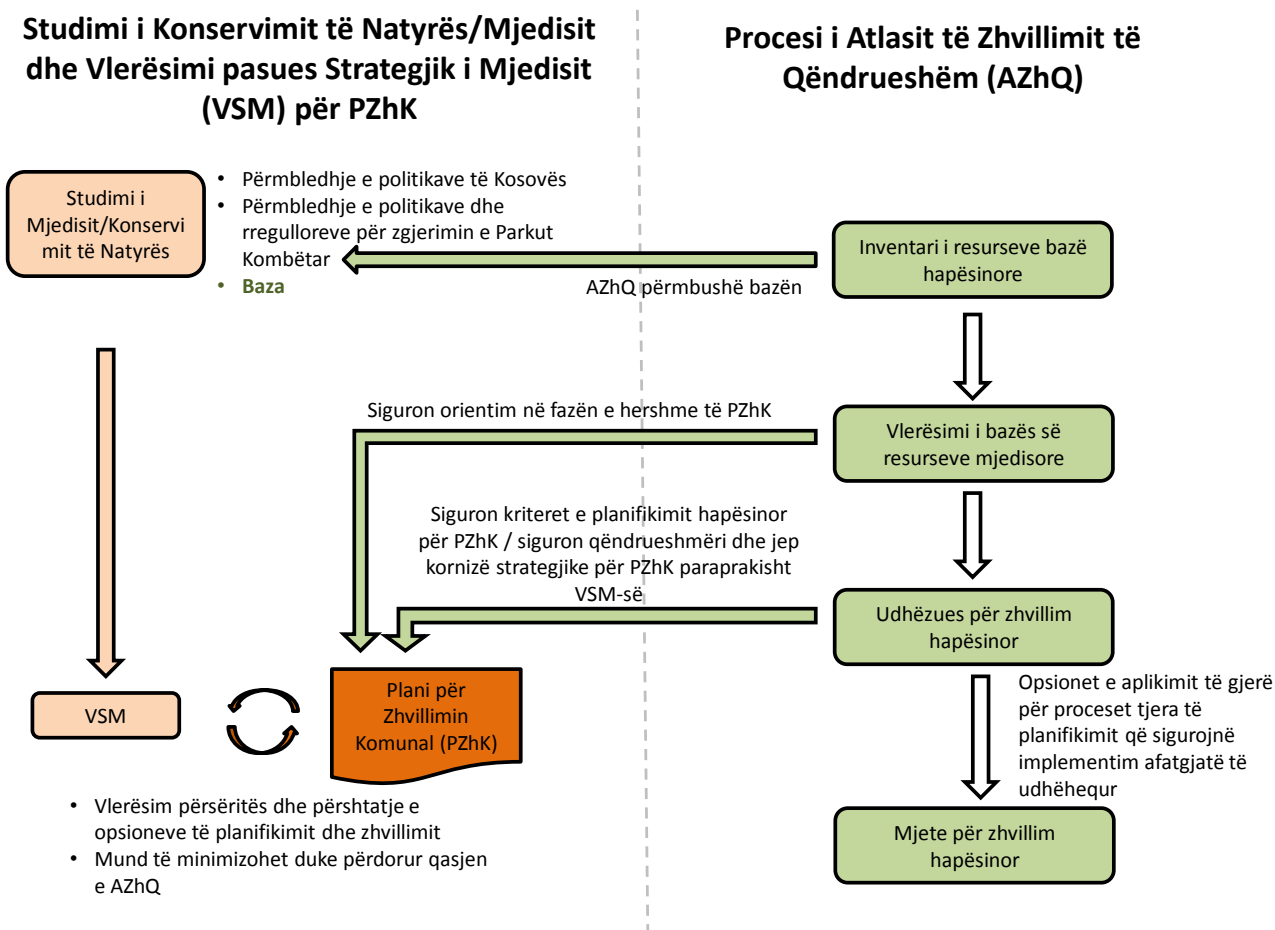 Studimi i Konservimit të Natyrës/Mjedisit
dhe Vlerësimi pasues Strategjik i Mjedisit
(VSM) për PZhK
Procesi i Atlasit të Zhvillimit të
Qëndrueshëm (AZhQ)
Studimi i
Mjedisit/Konservi
mit të Natyrës
• Përmbledhje e politikave të Kosovës
• Përmbledhje e politikave dhe
rregulloreve për zgjerimin e Parkut
Kombëtar
• Baza
AZhQ përmbushë bazën
Inventari i resurseve bazë
hapësinore
Siguron orientim në fazën e hershme të PZhK
Vlerësimi i bazës së
resurseve mjedisore
Siguron kriteret e planifikimit hapësinor
për PZhK / siguron qëndrueshmëri dhe jep
kornizë strategjike për PZhK paraprakisht
VSM-së
Udhëzues për zhvillim
hapësinor
Opsionet e aplikimit të gjerë
për proceset tjera të
planifikimit që sigurojnë
implementim afatgjatë të
udhëhequr
VSM
Plani për
Zhvillimin
Komunal (PZhK)
• Vlerësim përsëritës dhe përshtatje e
opsioneve të planifikimit dhe zhvillimit
• Mund të minimizohet duke përdorur qasjen
e AZhQ
Mjete për zhvillim
hapësinor